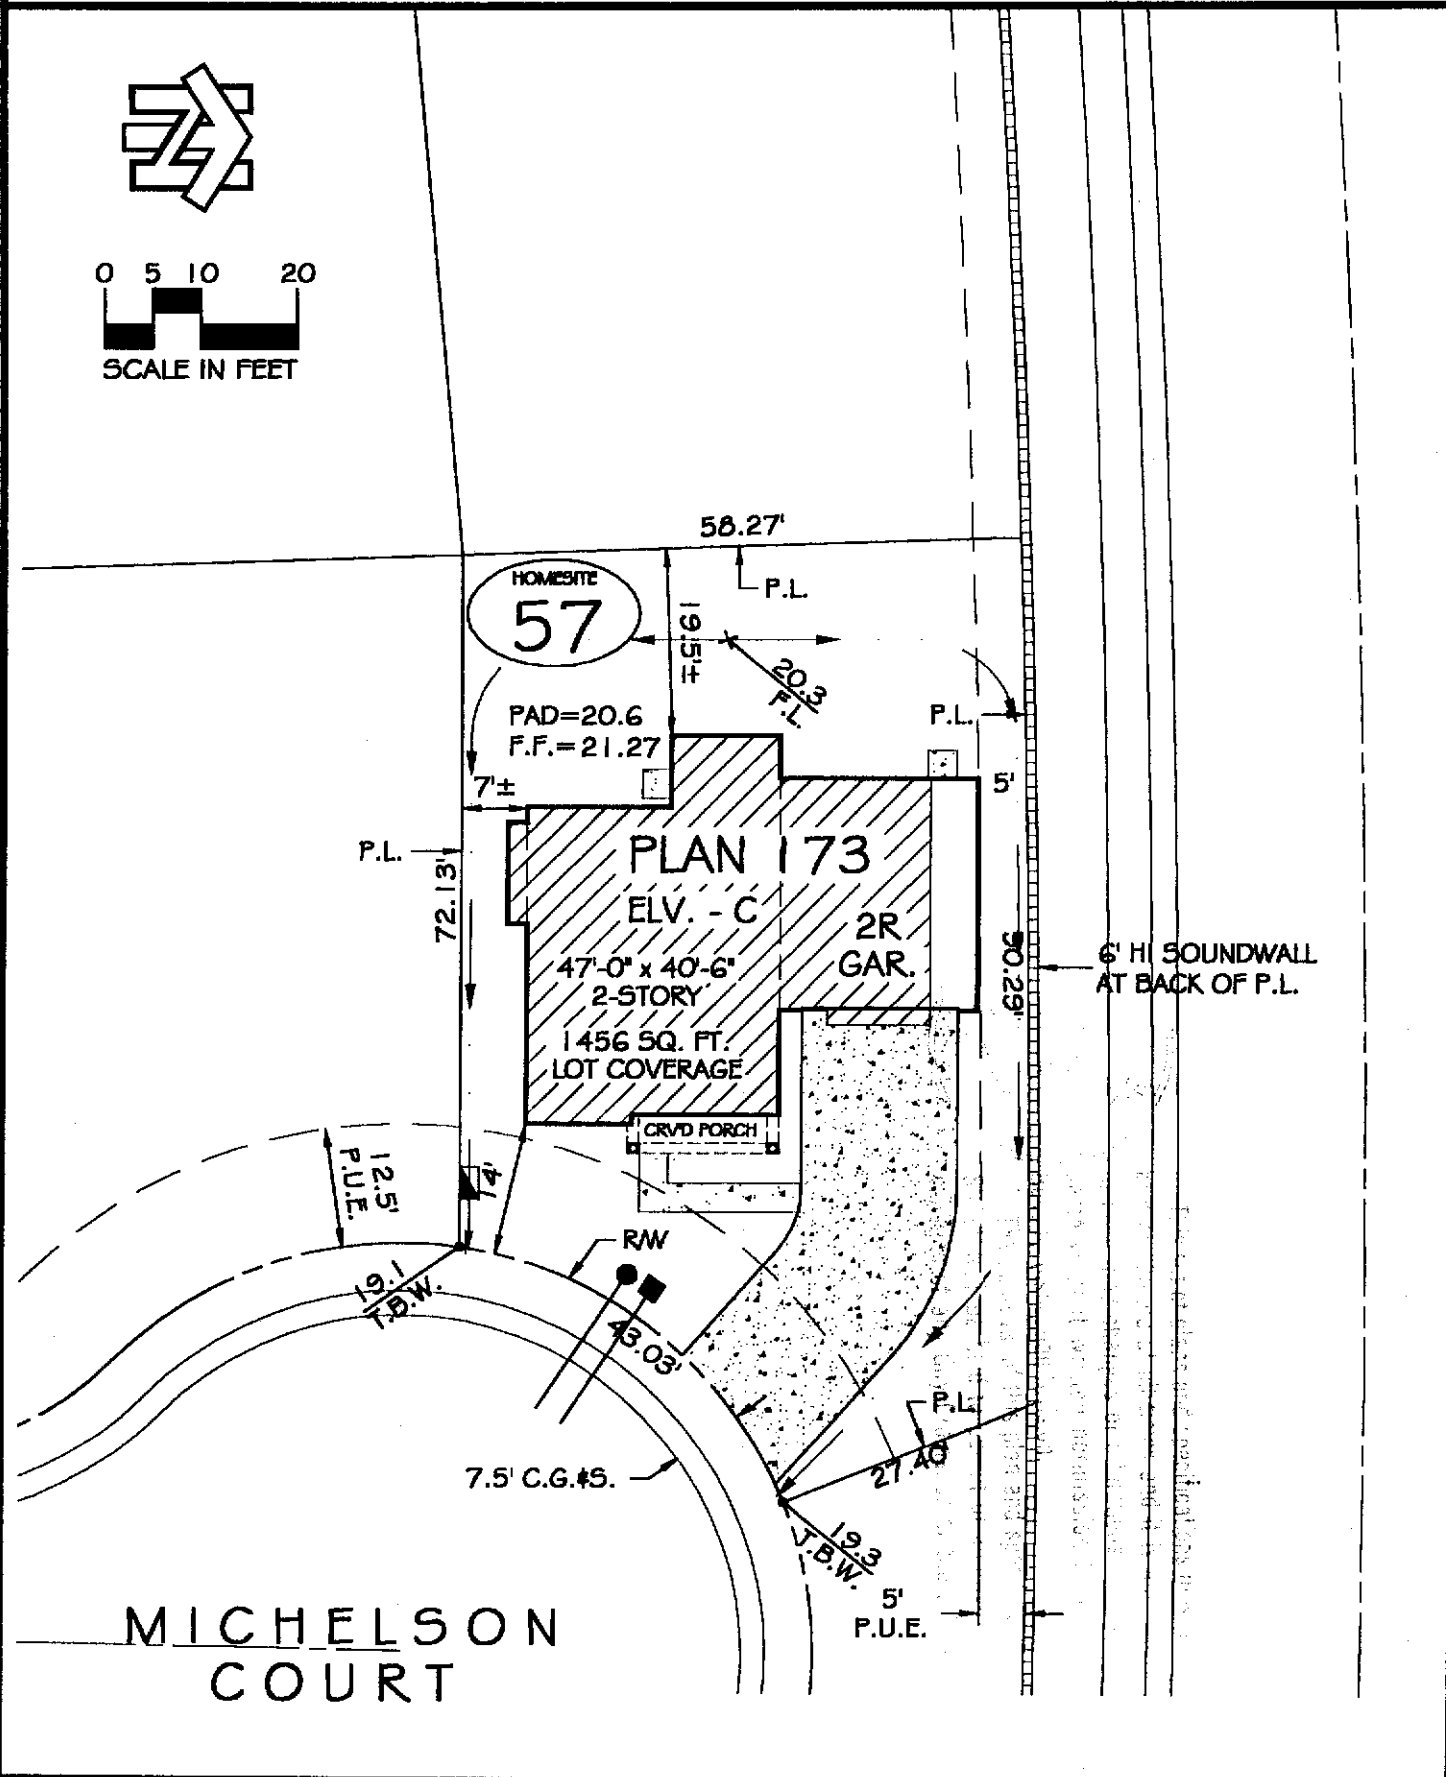 0 5 10 20
SCALE IN FEET
58.27'
HOMESITE
57
P.L.
19.5'±
20.3
F.L.
PAD=20.6
F.F.=21.27
P.L.
7'±
5'
P.L.
72.13'
PLAN 173
ELV. - C
2R
GAR.
47'-0" x 40'-6"
2-STORY
1456 SQ. FT.
LOT COVERAGE
90.29'
6' HI SOUNDWALL
AT BACK OF P.L.
CRV'D PORCH
12.5'
P.U.E.
14'
R/W
19.1
T.B.W.
43.03'
P.L.
27.40'
7.5' C.G.&S.
19.3
T.B.W.
5'
P.U.E.
MICHELSON
COURT